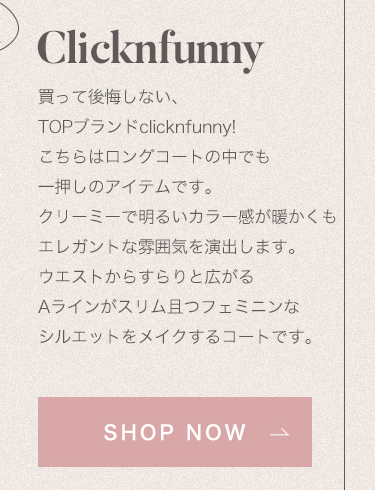 Clicknfunny
買って後悔しない、
TOPブランドclicknfunny!
こちらはロングコートの中でも
一押しのアイテムです。
クリーミーで明るいカラー感が暖かくも
エレガントな雰囲気を演出します。
ウエストからすらりと広がる
Aラインがスリム且つフェミニンな
シルエットをメイクするコートです。
SHOP NOW